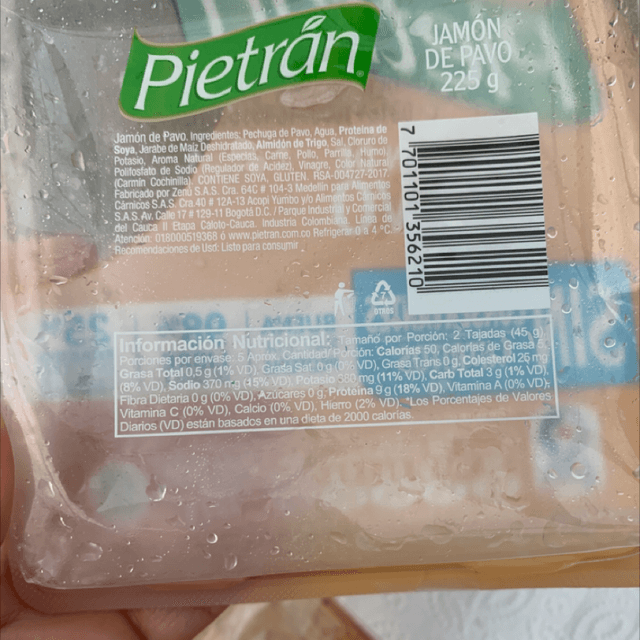 Pietrán
JAMÓN
DE PAVO
225 g
Jamón de Pavo. Ingredientes: Pechuga de Pavo, Agua, Proteína de
Soya, Jarabe de Maíz Deshidratado, Almidón de Trigo, Sal, Cloruro de
Potasio, Aroma Natural (Especias, Carne, Pollo, Parrilla, Humo),
Polifosfato de Sodio, Regulador de Acidez, Vinagre,
Carmín Cochinilla. CONTIENE SOYA, GLUTEN. RSA-004727-2017
Fabricado por Zenú S.A.S. Cra. 64C # 104-3 Medellín para Alimentos
Cárnicos S.A.S. Cra 40 # 12A-13 Acopi Yumbo y/o Alimentos
S.A.S. Av. Calle 17 # 129-11 Bogotá D.C. / Parque Industrial
del Cauca II Etapa Caloto-Cauca. Industria Colombiana. Línea de
Atención: 018000519368 ó www.pietran.com.co Refrigerar 0 a 4 °C.
Recomendaciones de Uso: Listo para consumir.
7 701101 356210
Información Nutricional: Tamaño por Porción: 2 Tajadas (45 g)
Porciones por envase: 5 Aprox. Cantidad/ Porción: Calorías 50, Calorías de Grasa
Grasa Total 0.5 g (1% VD), Grasa Sat. 0 g (0% VD), Grasa Trans 0 g, Colesterol 25 mg
(8% VD), Sodio 370 mg (15% VD), Potasio mg (11% VD), Carb Total 3 g (1% VD),
Fibra Dietaria 0 g (0% VD), Azúcares 0 g, Proteína 9 g (18% VD), Vitamina A (0% VD),
Vitamina C (0% VD), Calcio (0% VD), Hierro (2% VD). *Los Porcentajes de Valores
Diarios (VD) están basados en una dieta de 2000 calorías.